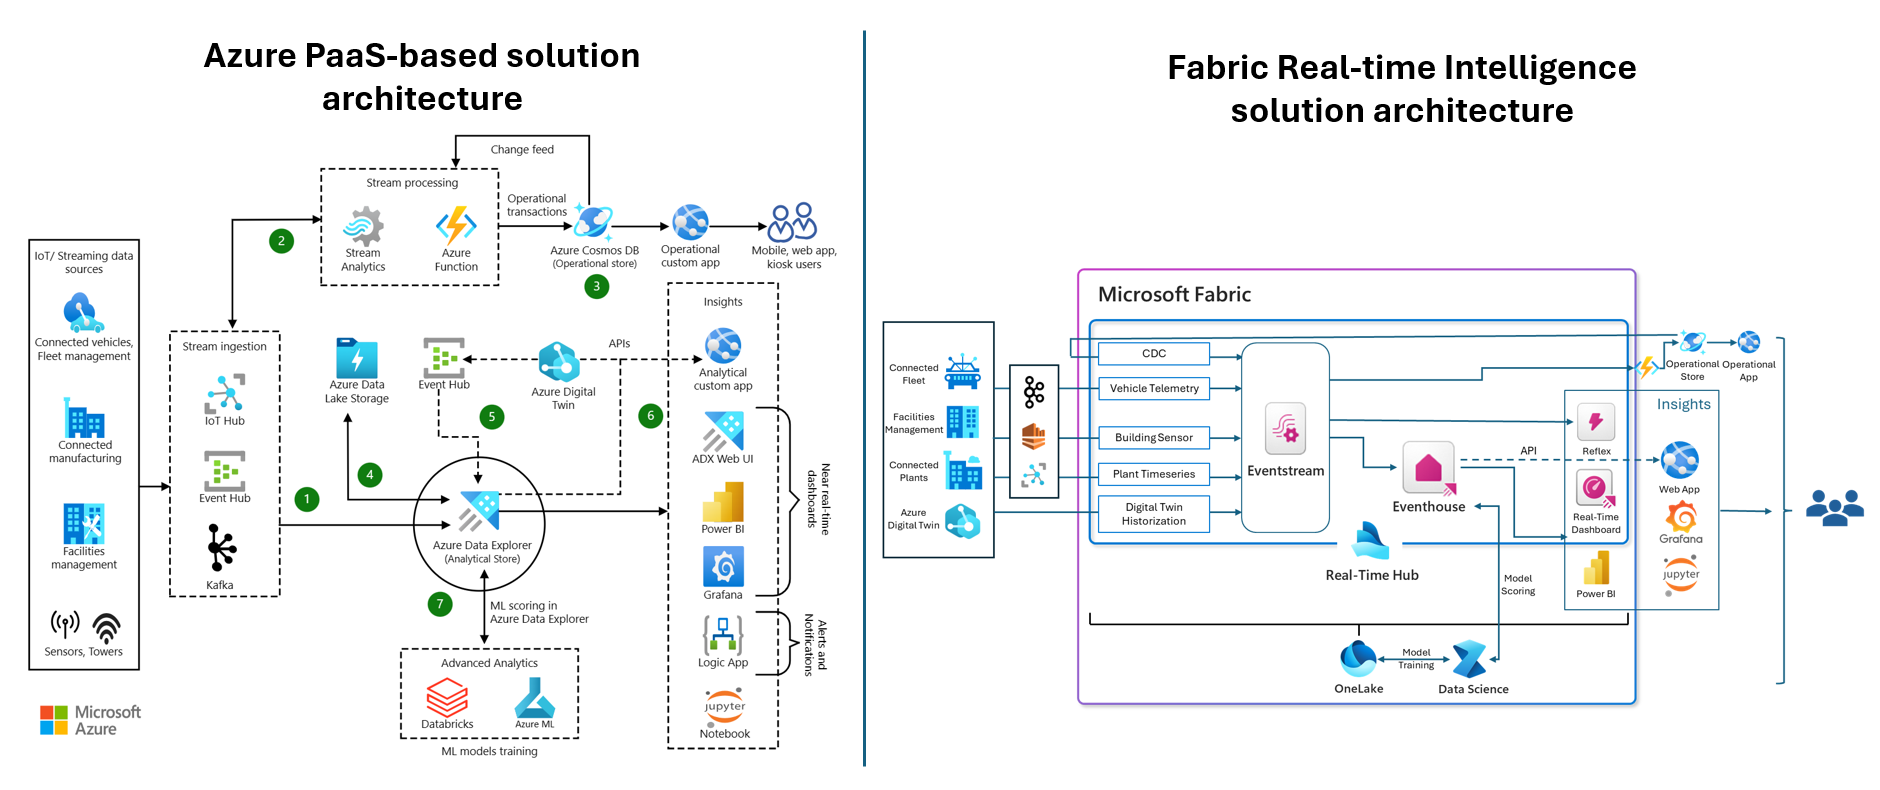 Azure PaaS-based solution
architecture
Change feed
Stream processing
Stream
Analytics
Azure
Function
Operational
transactions
Azure Cosmos DB
(Operational store)
Operational
custom app
Mobile, web app,
kiosk users
2
3
IoT/ Streaming data
sources
Connected vehicles,
Fleet management
Connected
manufacturing
Facilities
management
Sensors, Towers
Stream ingestion
IoT Hub
Event Hub
Kafka
1
Azure Data
Lake Storage
Event Hub
Azure Digital
Twin
APIs
4
5
6
Azure Data Explorer
(Analytical Store)
7
ML scoring in
Azure Data Explorer
Advanced Analytics
Databricks
Azure ML
ML models training
Insights
Analytical
custom app
ADX Web UI
Power BI
Grafana
Logic App
jupyter
Notebook
Near real-time
dashboards
Alerts and
Notifications
Microsoft
Azure
Fabric Real-time Intelligence
solution architecture
Microsoft Fabric
Connected
Fleet
Facilities
Management
Connected
Plants
Azure
Digital Twin
CDC
Vehicle Telemetry
Building Sensor
Plant Timeseries
Digital Twin
Historization
Eventstream
Eventhouse
Real-Time Hub
Operational
Store
Operational
App
Insights
Reflex
API
Web App
Real-Time
Dashboard
Grafana
Power BI
jupyter
Model
Scoring
OneLake
Model
Training
Data Science